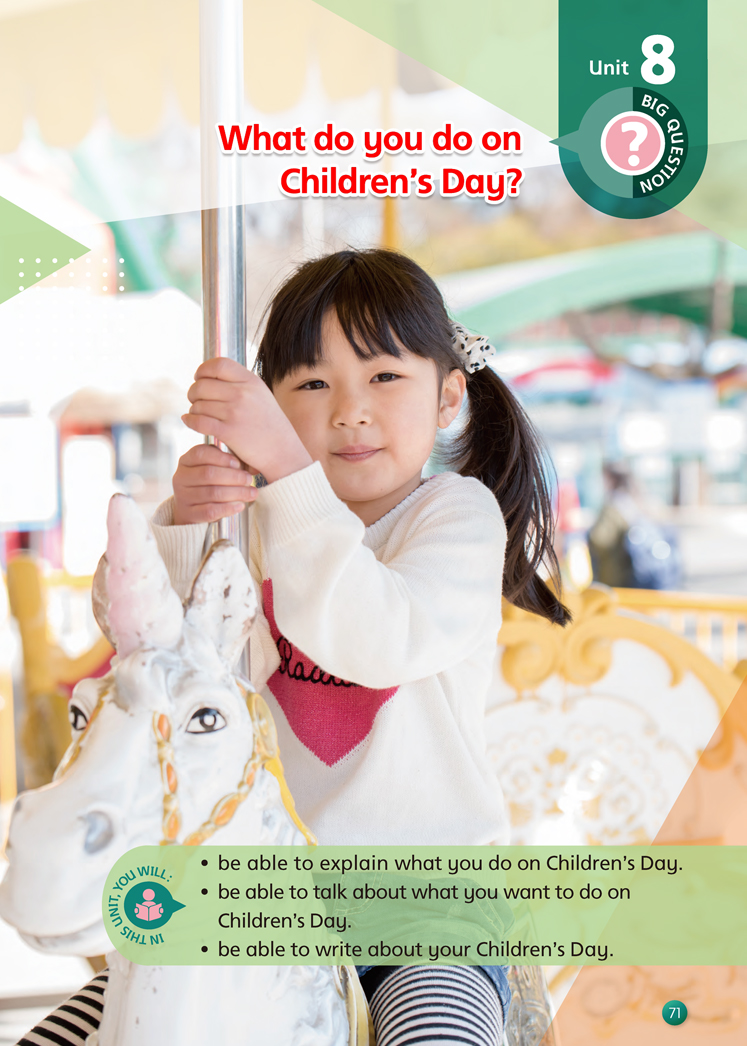 Unit 8
BIG QUESTION
?
What do you do on
Children's Day?
IN THIS UNIT, YOU WILL:
• be able to explain what you do on Children's Day.
• be able to talk about what you want to do on
Children's Day.
• be able to write about your Children's Day.
71